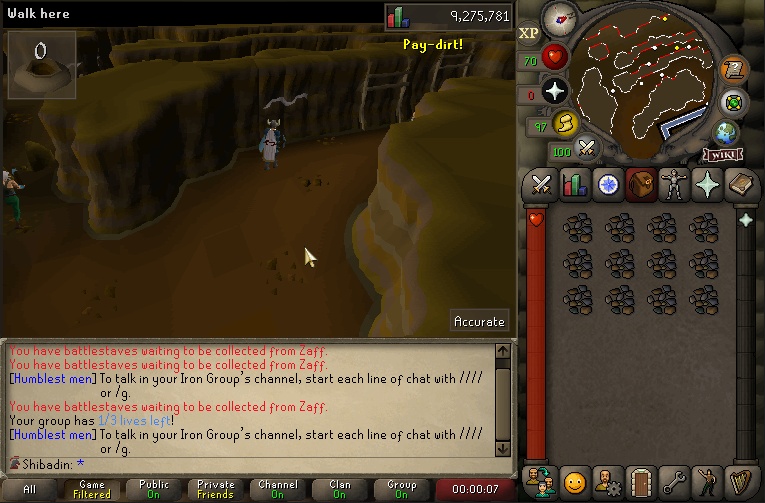 Walk here
9,275,781
0
Pay-dirt!
XP
70
0
97
100
WIKI
Accurate
You have battlestaves waiting to be collected from Zaff.
You have battlestaves waiting to be collected from Zaff.
[Humblest men] To talk in your Iron Group's channel, start each line of chat with ////
or /g.
You have battlestaves waiting to be collected from Zaff.
Your group has 1/3 lives left!
[Humblest men] To talk in your Iron Group's channel, start each line of chat with ////
or /g.
Shibadin: *
All
Game
Filtered
Public
On
Private
Friends
Channel
On
Clan
On
Group
On
00:00:07